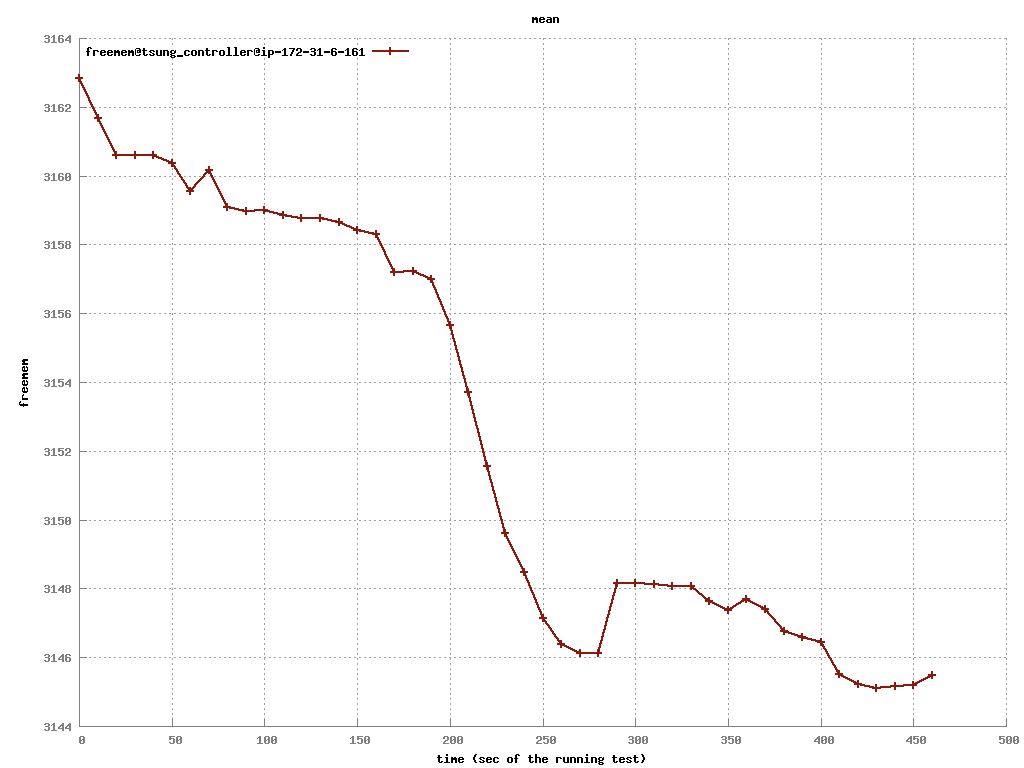 mean
3164
freemem@tsung_controller@ip-172-31-6-161
3162
3160
3158
3156
3154
3152
3150
3148
3146
3144
freemem
0 50 100 150 200 250 300 350 400 450 500
time (sec of the running test)